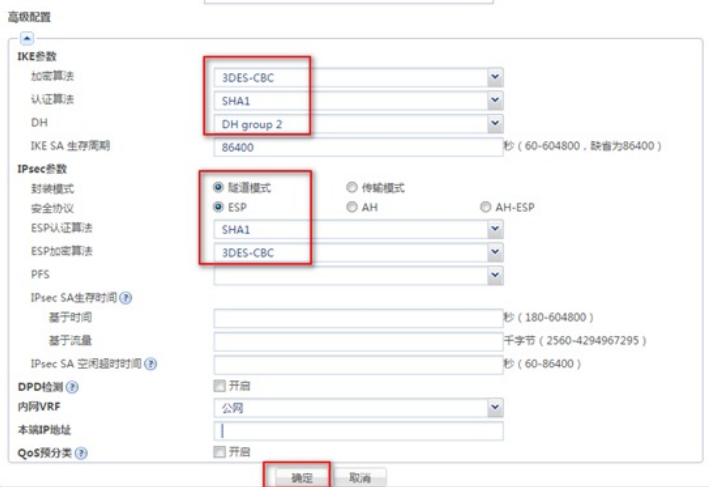 高级配置
IKE参数
加密算法 3DES-CBC
认证算法 SHA1
DH DH group 2
IKE SA 生存周期 86400 秒（60-604800，缺省为86400）
IPsec参数
封装模式 隧道模式 传输模式
安全协议 ESP AH AH-ESP
ESP认证算法 SHA1
ESP加密算法 3DES-CBC
PFS
IPsec SA生存时间 ?
基于时间 秒（180-604800）
基于流量 千字节（2560-4294967295）
IPsec SA 空闲超时时间 ? 秒（60-86400）
DPD检测 ? 开启
内网VRF 公网
本端IP地址
QoS预分类 ? 开启
确定 取消